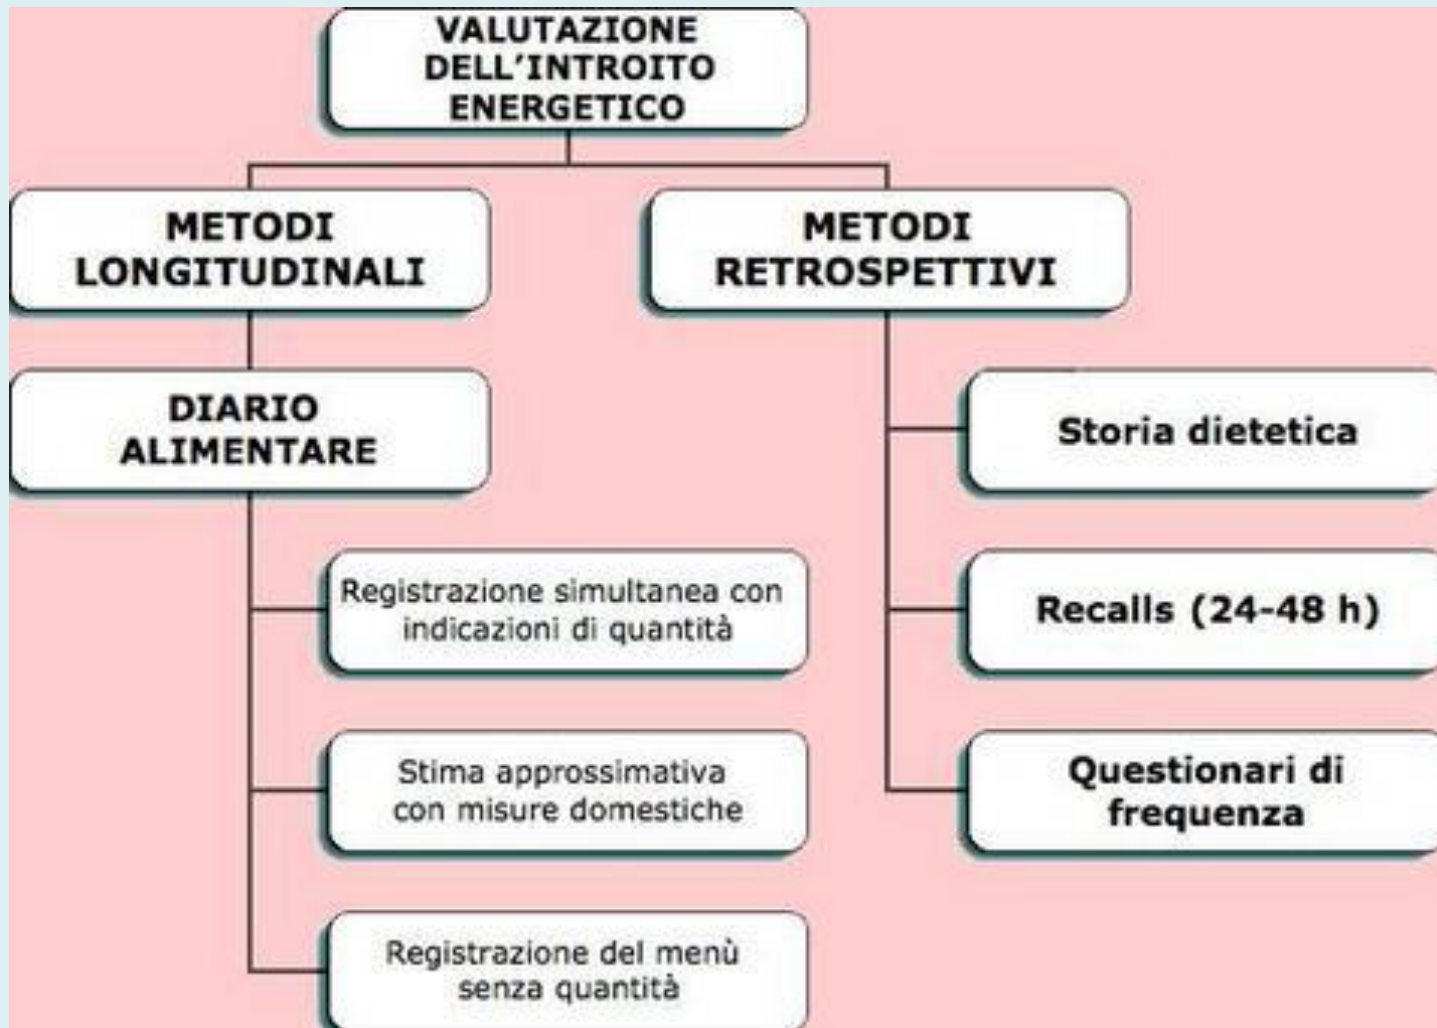 VALUTAZIONE
DELL'INTROITO
ENERGETICO
METODI
LONGITUDINALI
METODI
RETROSPETTIVI
DIARIO
ALIMENTARE
Storia dietetica
Registrazione simultanea con
indicazioni di quantità
Recalls (24-48 h)
Stima approssimativa
con misure domestiche
Questionari di
frequenza
Registrazione del menù
senza quantità